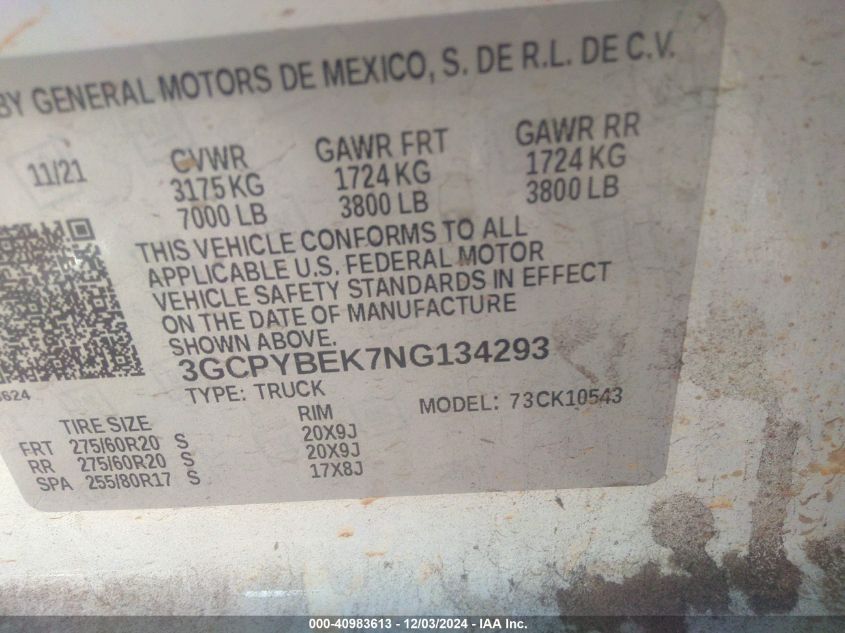 BY GENERAL MOTORS DE MEXICO, S. DE R.L. DE C.V.
11/21 GVWR GAWR FRT GAWR RR
3175 KG 1724 KG 1724 KG
7000 LB 3800 LB 3800 LB
THIS VEHICLE CONFORMS TO ALL
APPLICABLE U.S. FEDERAL MOTOR
VEHICLE SAFETY STANDARDS IN EFFECT
ON THE DATE OF MANUFACTURE
SHOWN ABOVE.
3GCPYBEK7NG134293
TYPE: TRUCK MODEL: 73CK10543
TIRE SIZE RIM
FRT 275/60R20 S 20X9J
RR 275/60R20 S 20X9J
SPA 255/80R17 S 17X8J
000-40983613 - 12/03/2024 - IAA Inc.